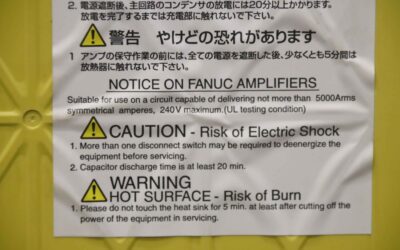 2. 電源遮断後、主回路のコンデンサの放電には20分以上かかります。
放電を完了するまでは充電部に触れないで下さい。
警告 やけどの恐れがあります
1 アンプの保守作業の前には、全ての電源を遮断した後、少なくとも5分間は
放熱器に触れないで下さい。
NOTICE ON FANUC AMPLIFIERS
Suitable for use on a circuit capable of delivering not more than 5000Arms
symmetrical amperes, 240V maximum.(UL testing condition)
CAUTION - Risk of Electric Shock
1. More than one disconnect switch may be required to deenergize the
equipment before servicing.
2. Capacitor discharge time is at least 20 min.
WARNING
HOT SURFACE - Risk of Burn
1. Please do not touch the heat sink for 5 min. at least after cutting off the
power of the equipment in servicing.